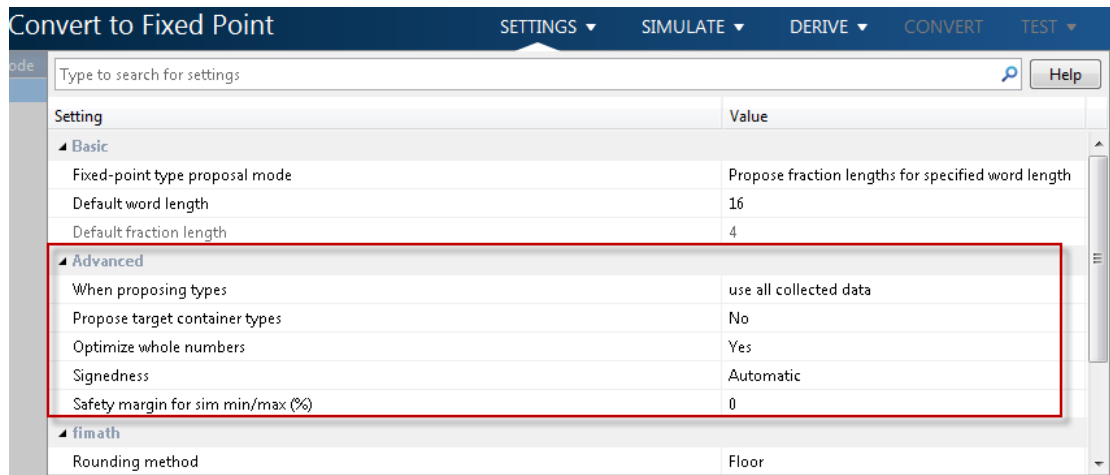 Convert to Fixed Point SETTINGS SIMULATE DERIVE CONVERT TEST
ode
Type to search for settings Help
Setting Value
Basic
Fixed-point type proposal mode Propose fraction lengths for specified word length
Default word length 16
Default fraction length 4
Advanced
When proposing types use all collected data
Propose target container types No
Optimize whole numbers Yes
Signedness Automatic
Safety margin for sim min/max (%) 0
fimath
Rounding method Floor